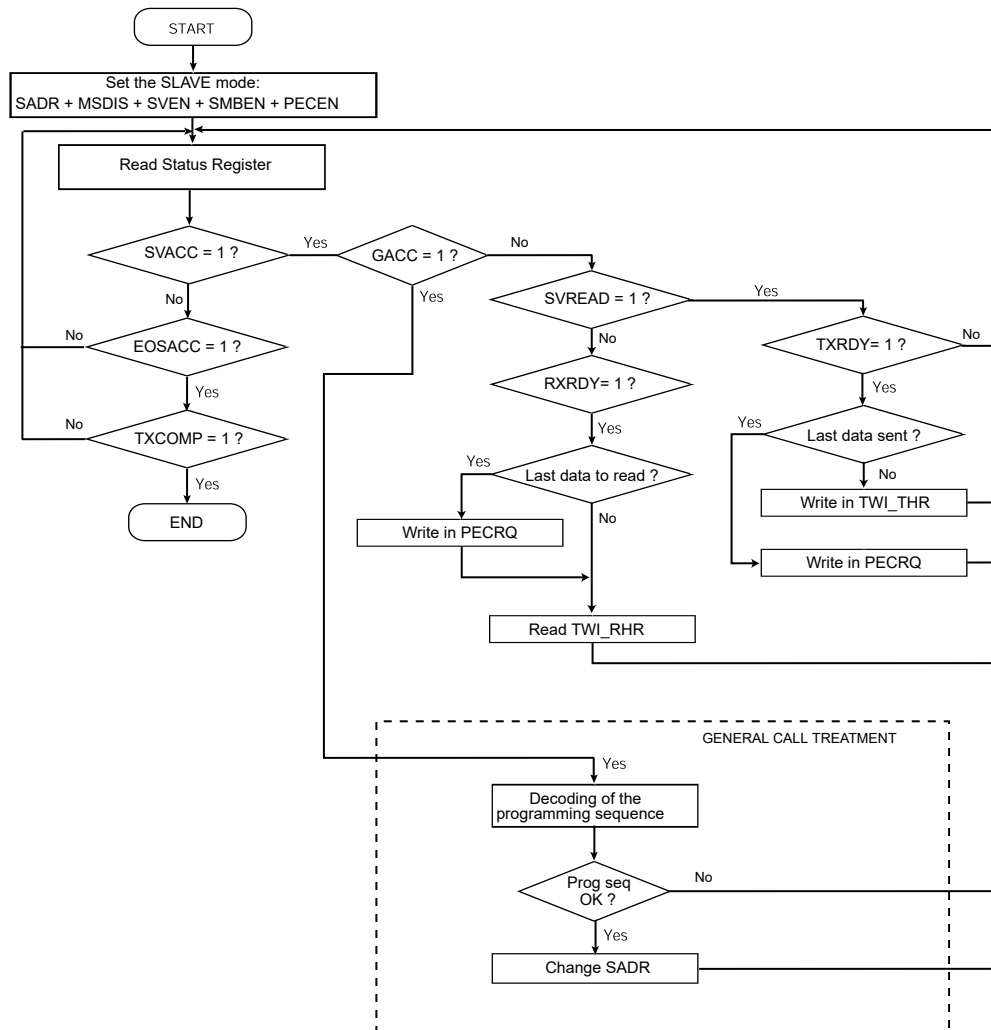 START
Set the SLAVE mode:
SADR + MSDIS + SVEN + SMBEN + PECEN
Read Status Register
SVACC = 1 ?
Yes
GACC = 1 ?
No
No
Yes
SVREAD = 1 ?
Yes
EOSACC = 1 ?
No
Yes
No
RXRDY= 1 ?
Yes
TXRDY= 1 ?
No
Yes
TXCOMP = 1 ?
No
Yes
END
Last data to read ?
Yes
No
Last data sent ?
Yes
No
Write in TWI_THR
Write in PECRQ
Write in PECRQ
Read TWI_RHR
GENERAL CALL TREATMENT
Yes
Decoding of the
programming sequence
Prog seq
OK ?
No
Yes
Change SADR